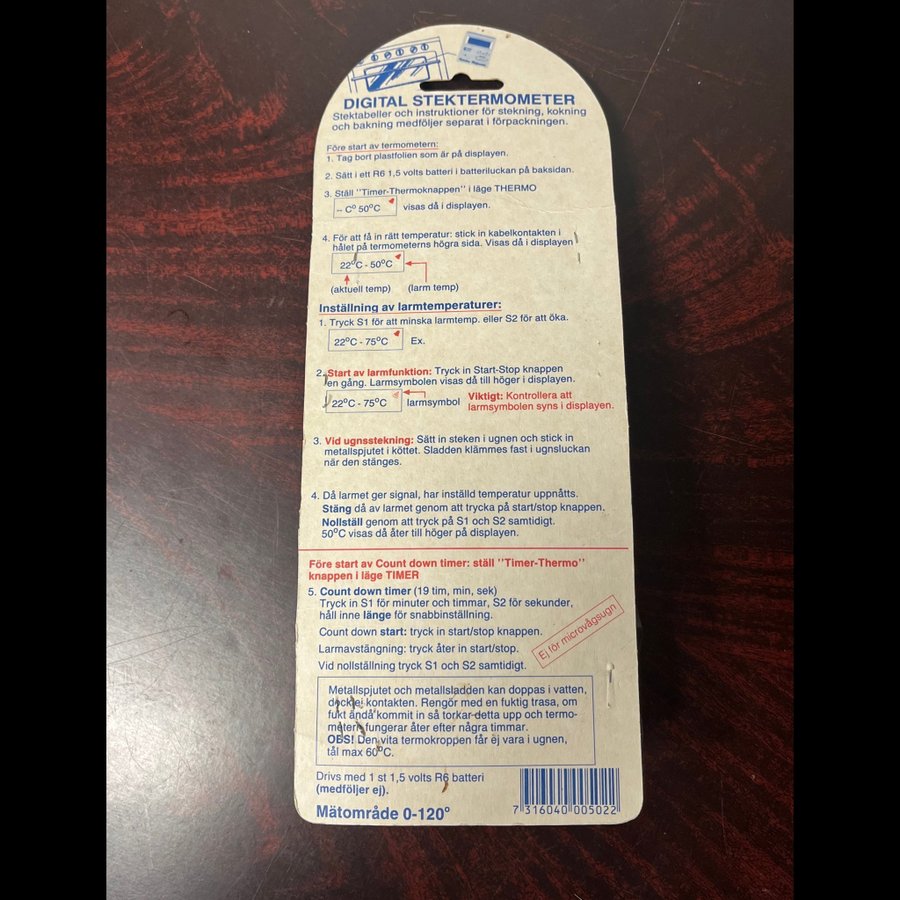 DIGITAL STEKTERMOMETER
Stektabeller och instruktioner för stekning, kokning
och bakning medföljer separat i förpackningen.
Före start av termometern:
1. Tag bort plastfolien som är på displayen.
2. Sätt i ett R6 1,5 volts batteri i batteriluckan på baksidan.
3. Ställ "Timer-Thermoknappen" i läge THERMO
-- C° 50°C visas då i displayen.
4. För att få in rätt temperatur: stick in kabelkontakten i
hålet på termometerns högra sida. Visas då i displayen
22°C - 50°C
(aktuell temp) (larm temp)
Inställning av larmtemperaturer:
1. Tryck S1 för att minska larmtemp. eller S2 för att öka.
22°C - 75°C Ex.
2. Start av larmfunktion: Tryck in Start-Stop knappen
en gång. Larmsymbolen visas då till höger i displayen.
22°C - 75°C larmsymbol Viktigt: Kontrollera att
larmsymbolen syns i displayen.
3. Vid ugnsstekning: Sätt in steken i ugnen och stick in
metallspjutet i köttet. Sladden klämmes fast i ugnsluckan
när den stänges.
4. Då larmet ger signal, har inställd temperatur uppnåtts.
Stäng då av larmet genom att trycka på start/stop knappen.
Nollställ genom att tryck på S1 och S2 samtidigt.
50°C visas då åter till höger på displayen.
Före start av Count down timer: ställ "Timer-Thermo"
knappen i läge TIMER
5. Count down timer (19 tim, min, sek)
Tryck in S1 för minuter och timmar, S2 för sekunder,
håll inne länge för snabbinställning.
Count down start: tryck in start/stop knappen.
Larmavstängning: tryck åter in start/stop.
Vid nollställning tryck S1 och S2 samtidigt.
Ej för microvågsugn
Metallspjutet och metallsladden kan doppas i vatten,
dock ej kontakten. Rengör med en fuktig trasa, om
fukt ändå kommit in så torkar detta upp och termo-
metern fungerar åter efter några timmar.
OBS! Den vita termokroppen får ej vara i ugnen,
tål max 60°C.
Drivs med 1 st 1,5 volts R6 batteri
(medföljer ej).
Mätområde 0-120°
7 316040 005022